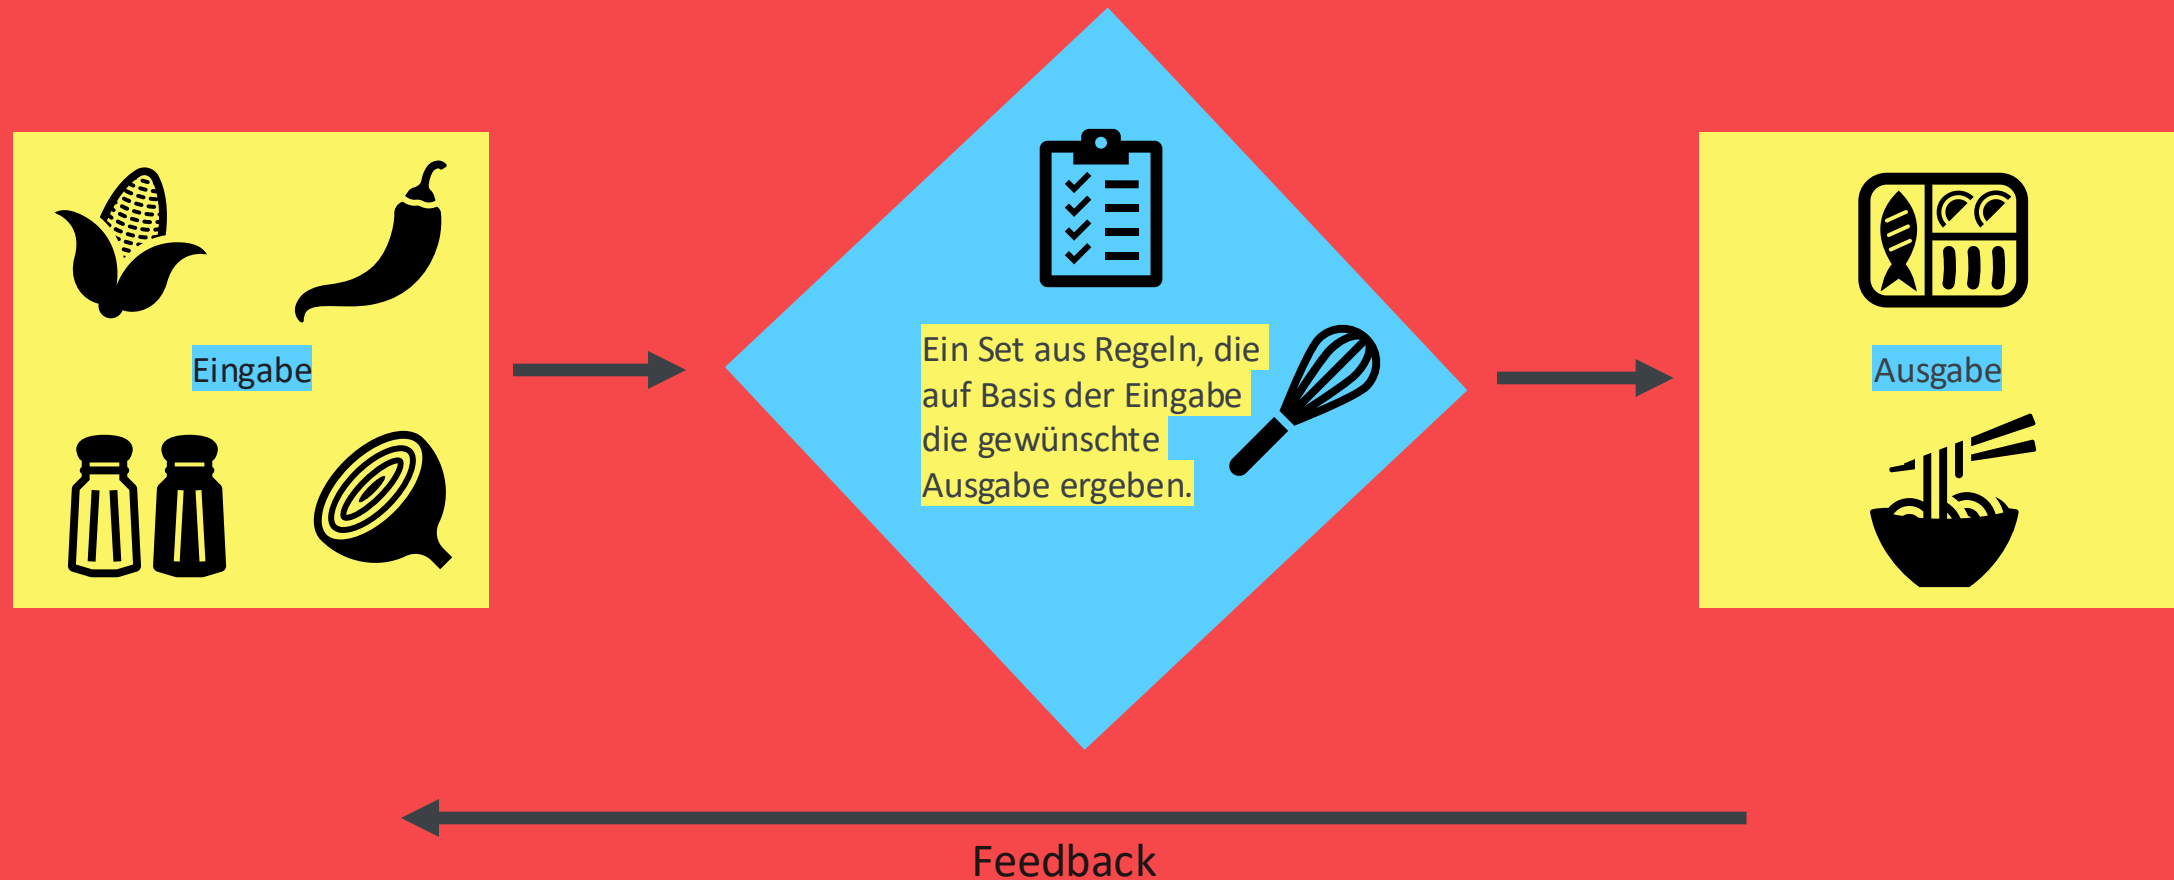 Eingabe
Ein Set aus Regeln, die
auf Basis der Eingabe
die gewünschte
Ausgabe ergeben.
Ausgabe
Feedback